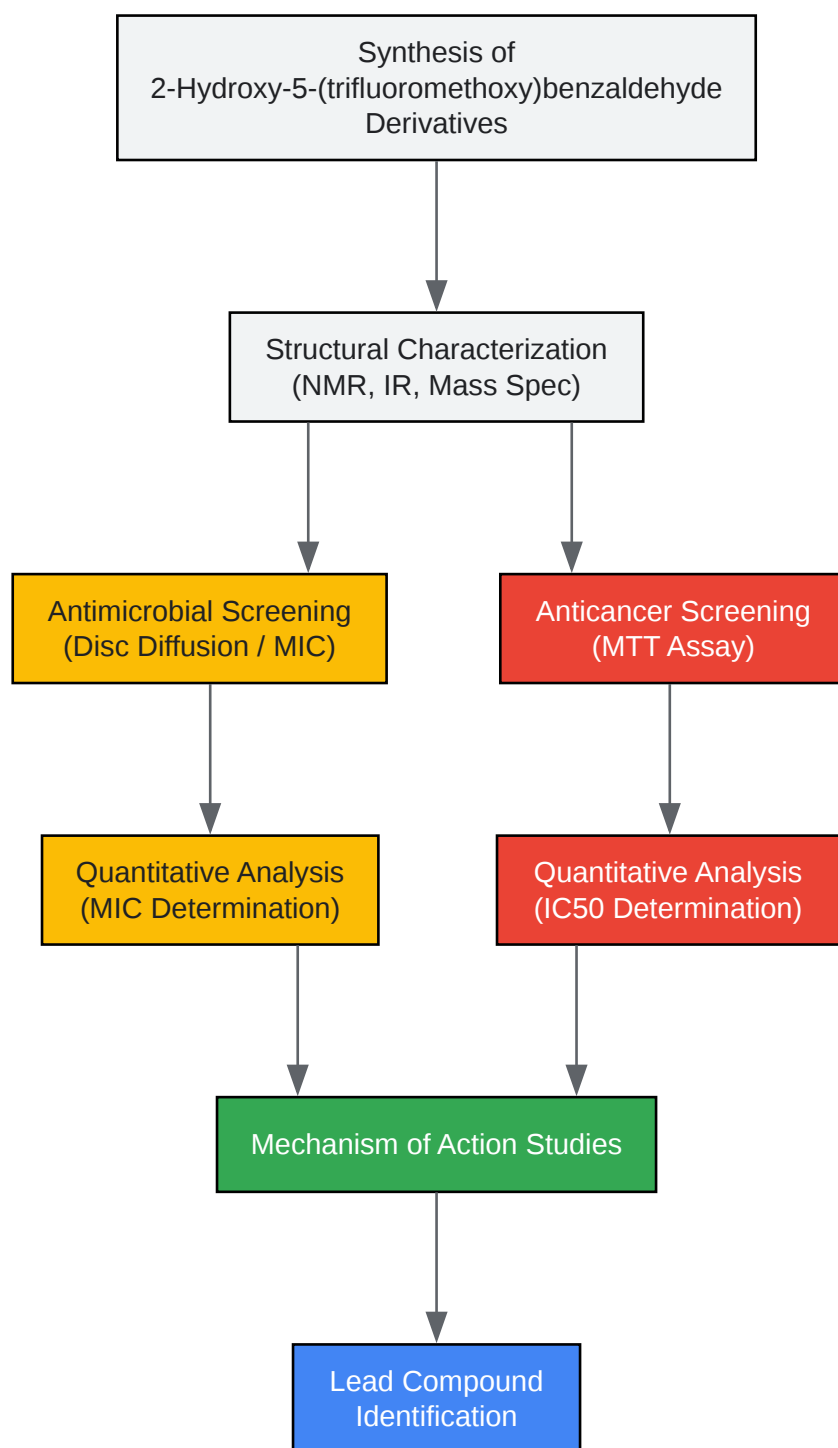 Synthesis of
2-Hydroxy-5-(trifluoromethoxy)benzaldehyde
Derivatives
Structural Characterization
(NMR, IR, Mass Spec)
Antimicrobial Screening
(Disc Diffusion / MIC)
Anticancer Screening
(MTT Assay)
Quantitative Analysis
(MIC Determination)
Quantitative Analysis
(IC50 Determination)
Mechanism of Action Studies
Lead Compound
Identification